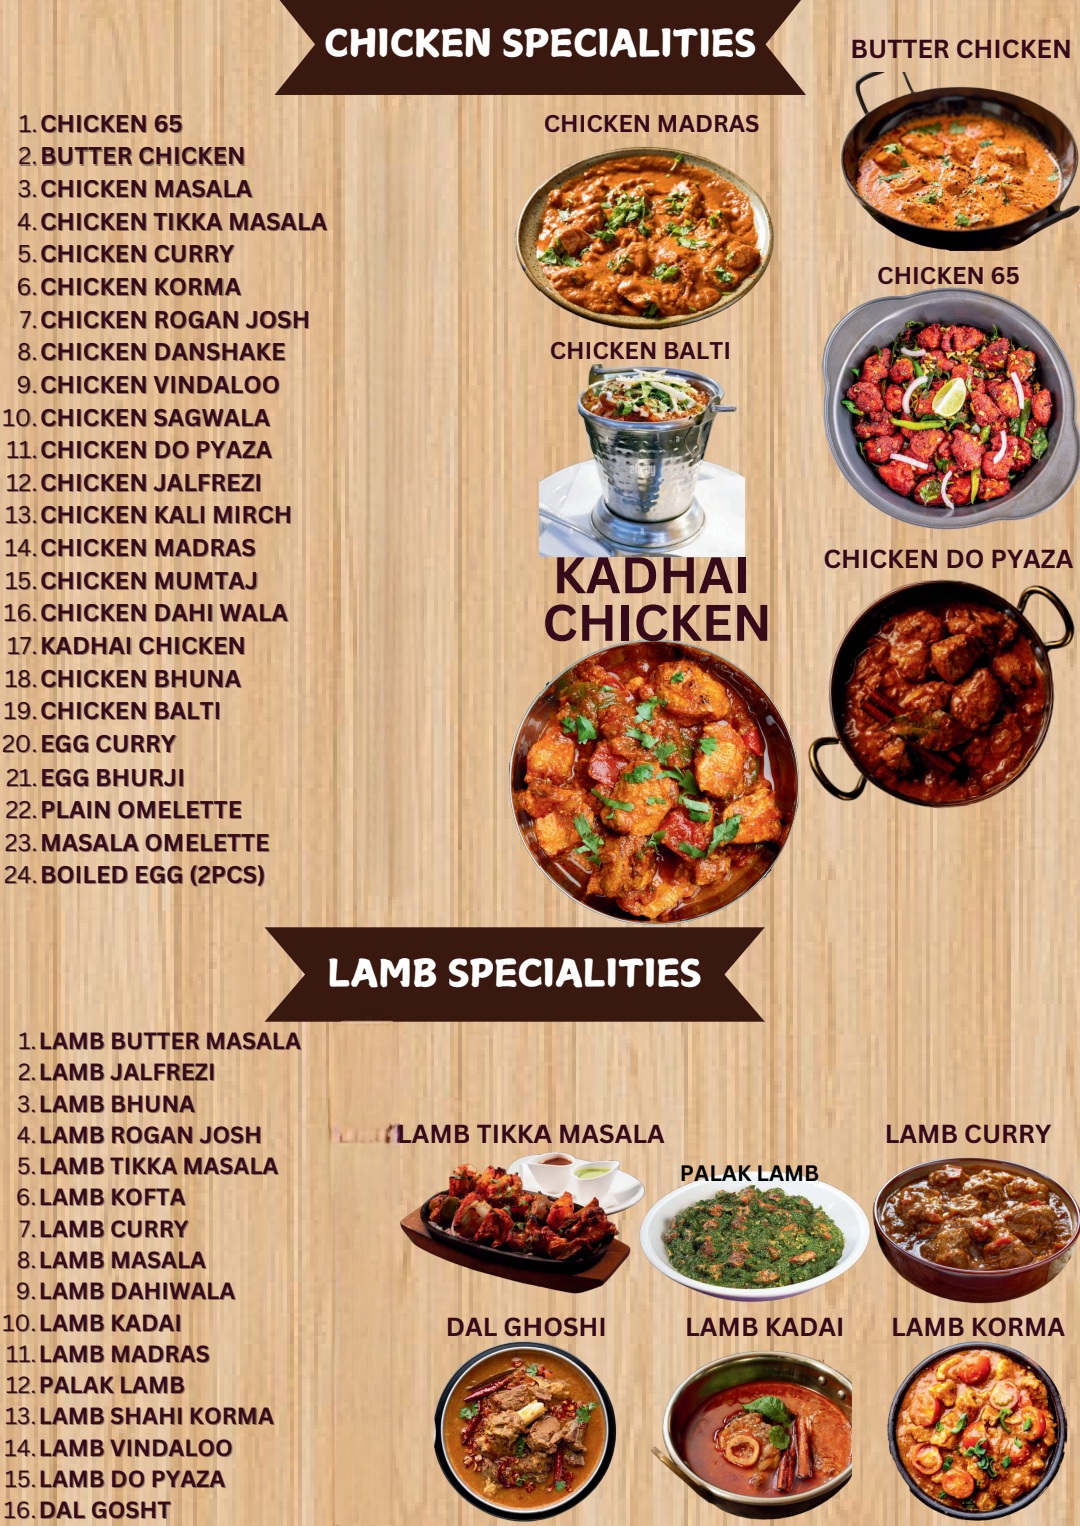 CHICKEN SPECIALITIES
1. CHICKEN 65
2. BUTTER CHICKEN
3. CHICKEN MASALA
4. CHICKEN TIKKA MASALA
5. CHICKEN CURRY
6. CHICKEN KORMA
7. CHICKEN ROGAN JOSH
8. CHICKEN DANSHAKE
9. CHICKEN VINDALOO
10. CHICKEN SAGWALA
11. CHICKEN DO PYAZA
12. CHICKEN JALFREZI
13. CHICKEN KALI MIRCH
14. CHICKEN MADRAS
15. CHICKEN MUMTAJ
16. CHICKEN DAHI WALA
17. KADHAI CHICKEN
18. CHICKEN BHUNA
19. CHICKEN BALTI
20. EGG CURRY
21. EGG BHURJI
22. PLAIN OMELETTE
23. MASALA OMELETTE
24. BOILED EGG (2PCS)
CHICKEN MADRAS
CHICKEN BALTI
KADHAI
CHICKEN
BUTTER CHICKEN
CHICKEN 65
CHICKEN DO PYAZA
LAMB SPECIALITIES
1. LAMB BUTTER MASALA
2. LAMB JALFREZI
3. LAMB BHUNA
4. LAMB ROGAN JOSH
5. LAMB TIKKA MASALA
6. LAMB KOFTA
7. LAMB CURRY
8. LAMB MASALA
9. LAMB DAHIWALA
10. LAMB KADAI
11. LAMB MADRAS
12. PALAK LAMB
13. LAMB SHAHI KORMA
14. LAMB VINDALOO
15. LAMB DO PYAZA
16. DAL GOSHT
LAMB TIKKA MASALA
PALAK LAMB
LAMB CURRY
DAL GHOSHI
LAMB KADAI
LAMB KORMA